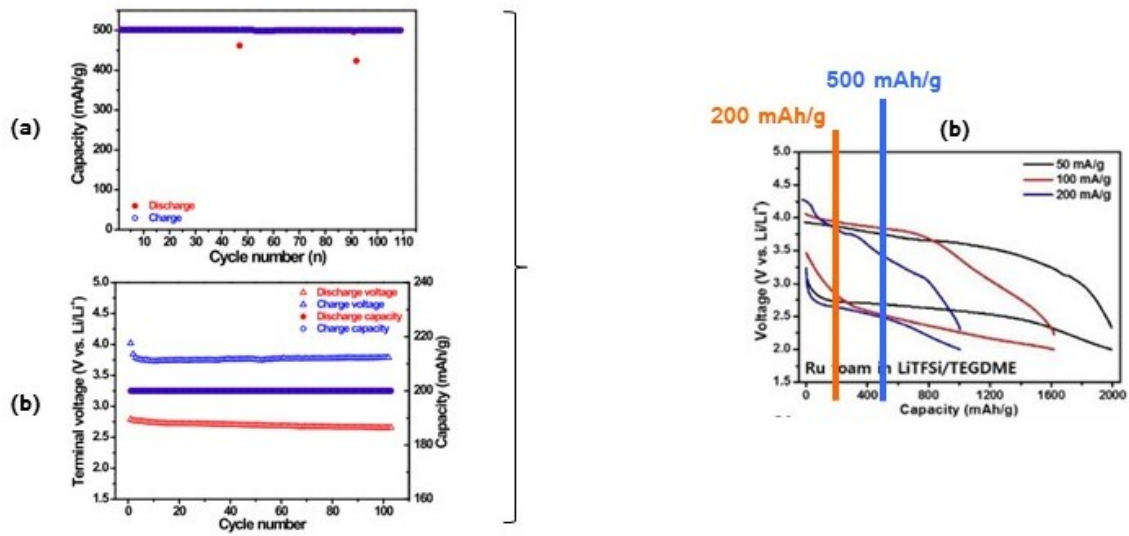 (a)
500
400
300
200
100
0
Capacity (mAh/g)
Discharge
Charge
10 20 30 40 50 60 70 80 90 100 110
Cycle number (n)
(b)
5.0
4.5
4.0
3.5
3.0
2.5
2.0
1.5
Terminal voltage (V vs. Li/Li⁺)
Discharge voltage
Charge voltage
Discharge capacity
Charge capacity
240
220
200
180
160
Capacity (mAh/g)
0 20 40 60 80 100
Cycle number
500 mAh/g
200 mAh/g
(b)
5.0
4.5
4.0
3.5
3.0
2.5
2.0
1.5
Voltage (V vs. Li/Li⁺)
50 mA/g
100 mA/g
200 mA/g
Ru foam in LiTFSi/TEGDME
0 400 800 1200 1600 2000
Capacity (mAh/g)